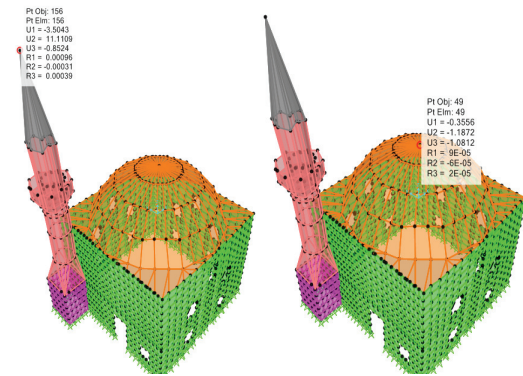 Pt Obj: 156
Pt Elm: 156
U1 = -3.5043
U2 = 11.1109
U3 = -0.8524
R1 = 0.00096
R2 = -0.00031
R3 = 0.00039
Pt Obj: 49
Pt Elm: 49
U1 = -0.3556
U2 = -1.1872
U3 = -1.0812
R1 = 9E-05
R2 = -6E-05
R3 = 2E-05